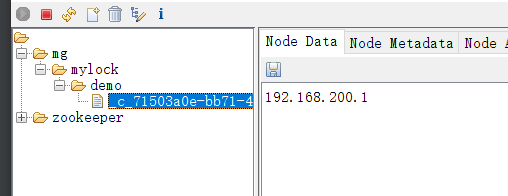 Node Data
Node Metadata
Node
mg
mylock
demo
_c_71503a0e-bb71-4
zookeeper
192.168.200.1